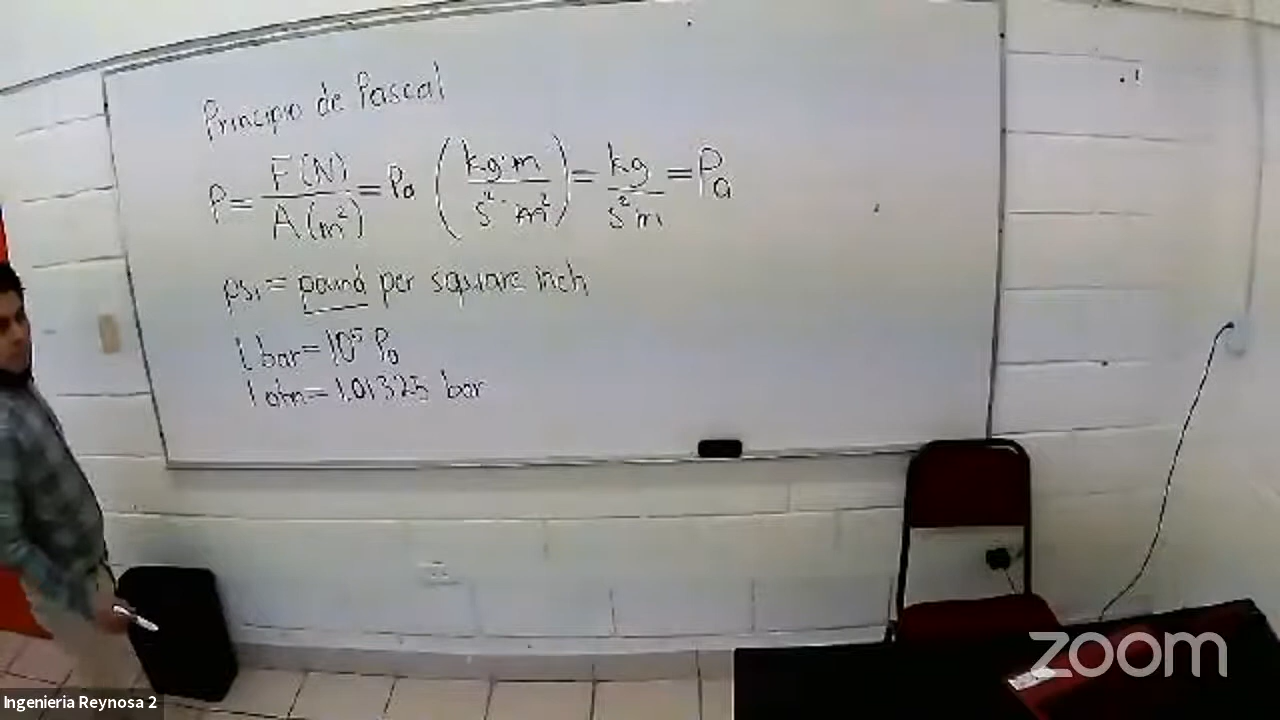 Principio de Pascal
P = F(N) / A(m²) = Pa (kg·m / s²·m²) = kg / s²m = Pa
psi = pound per square inch
1 bar = 10⁵ Pa
1 atm = 1.01325 bar
zoom
Ingenieria Reynosa 2